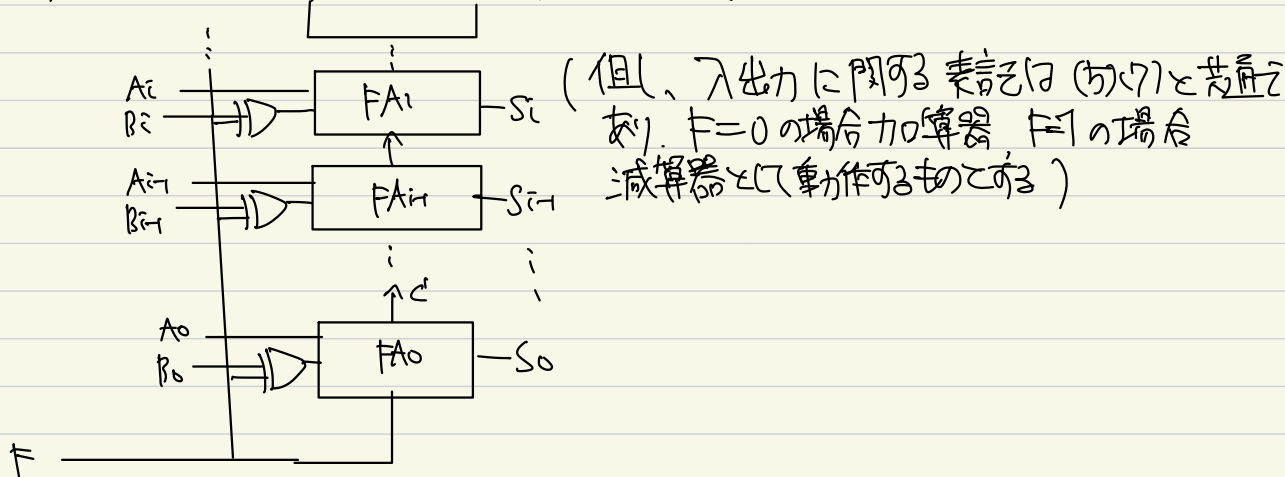 Ai
Bi
FAi
Si
(但し、入出力に関する表記は(5)(7)と共通で
あり.F=0の場合加算器 F=1の場合
減算器として動作するものとする)
Ai-1
Bi-1
FAi-1
Si-1
C
A0
B0
FA0
S0
F